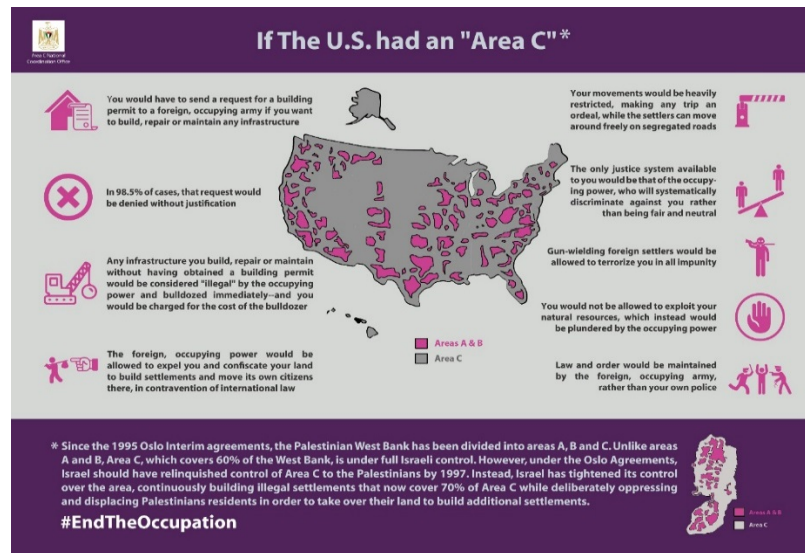 Area C National
Coordination Office
If The U.S. had an "Area C"*
You would have to send a request for a building
permit to a foreign, occupying army if you want
to build, repair or maintain any infrastructure
In 98.5% of cases, that request would
be denied without justification
Any infrastructure you build, repair or maintain
without having obtained a building permit
would be considered "illegal" by the occupying
power and bulldozed immediately--and you
would be charged for the cost of the bulldozer
The foreign, occupying power would be
allowed to expel you and confiscate your land
to build settlements and move its own citizens
there, in contravention of international law
Areas A & B
Area C
Your movements would be heavily
restricted, making any trip an
ordeal, while the settlers can move
around freely on segregated roads
The only justice system available
to you would be that of the occupy-
ing power, who will systematically
discriminate against you rather
than being fair and neutral
Gun-wielding foreign settlers would be
allowed to terrorize you in all impunity
You would not be allowed to exploit your
natural resources, which instead would
be plundered by the occupying power
Law and order would be maintained
by the foreign, occupying army,
rather than your own police
* Since the 1995 Oslo Interim agreements, the Palestinian West Bank has been divided into areas A, B and C. Unlike areas
A and B, Area C, which covers 60% of the West Bank, is under full Israeli control. However, under the Oslo Agreements,
Israel should have relinquished control of Area C to the Palestinians by 1997. Instead, Israel has tightened its control
over the area, continuously building illegal settlements that now cover 70% of Area C while deliberately oppressing
and displacing Palestinians residents in order to take over their land to build additional settlements.
#EndTheOccupation
Areas A & B
Area C